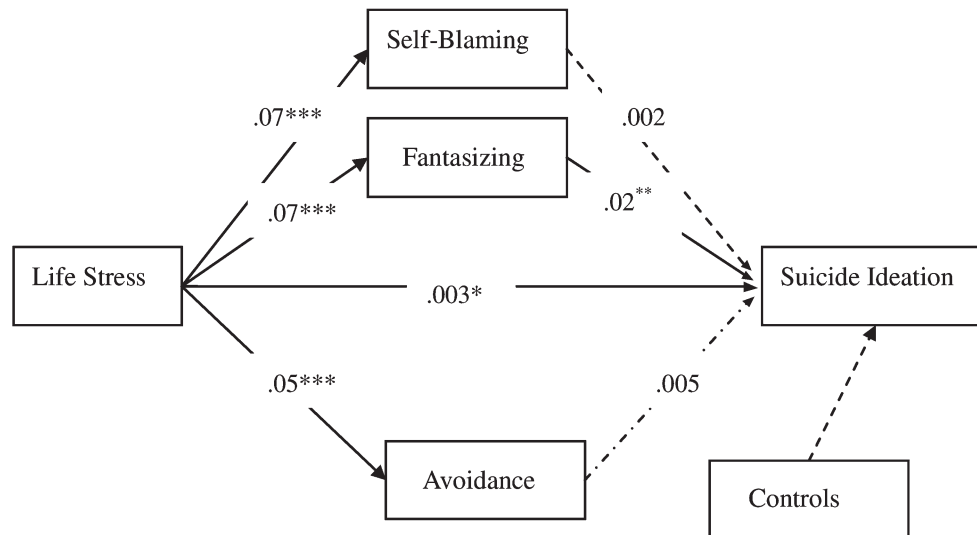 Self-Blaming
.07***
.002
Fantasizing
.07***
.02**
Life Stress
.003*
Suicide Ideation
.05***
.005
Avoidance
Controls